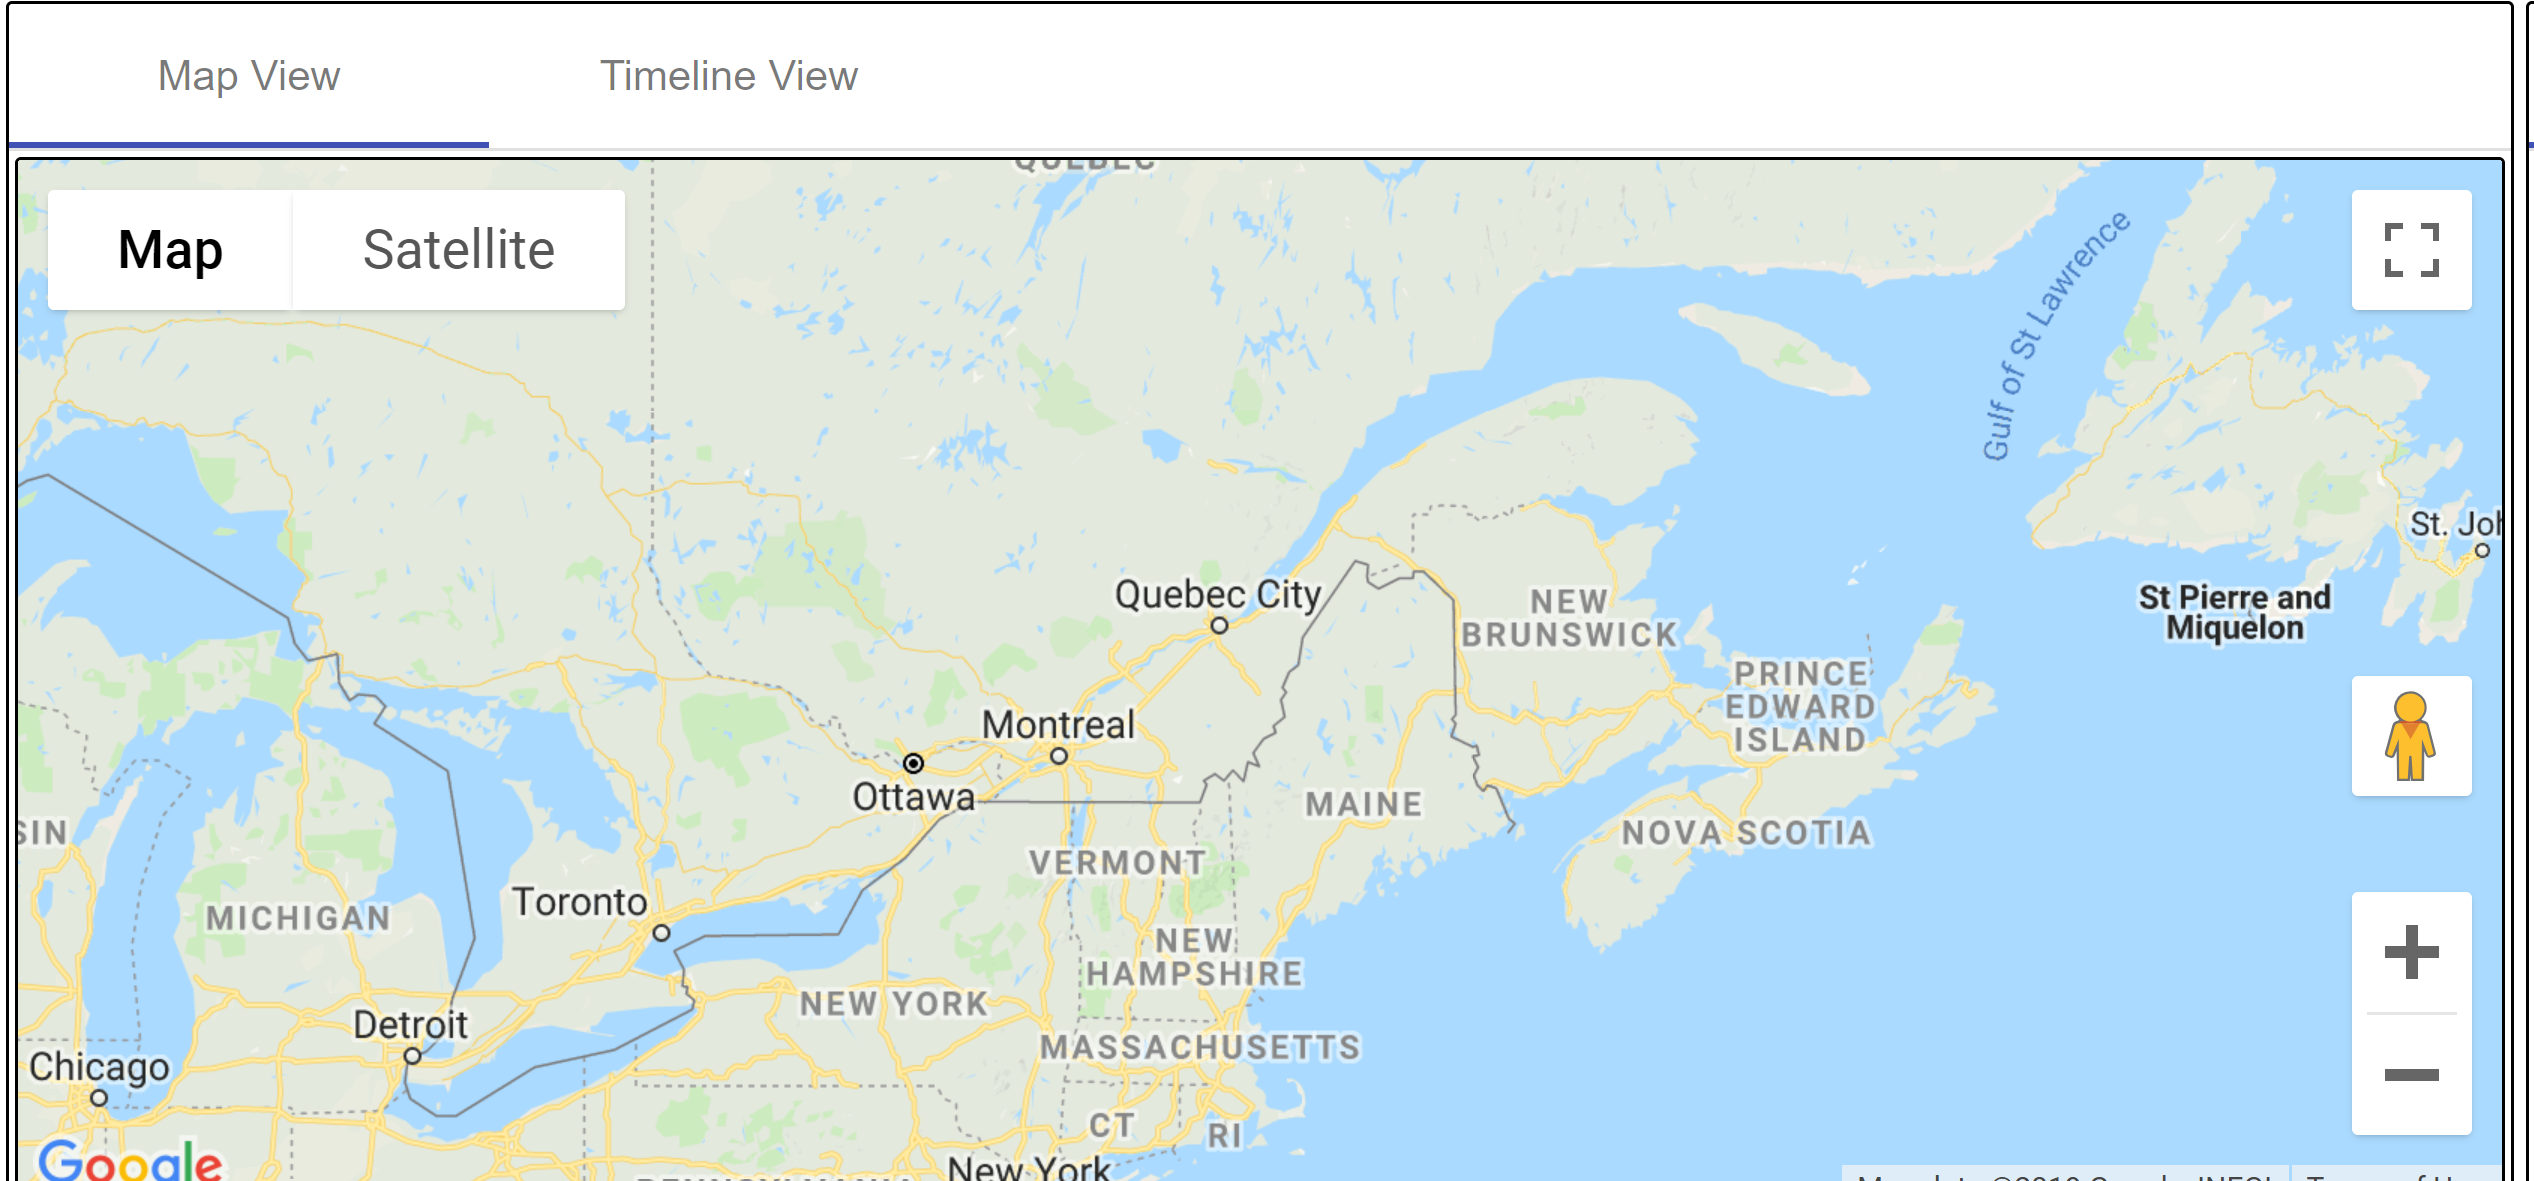 Map View
Timeline View
QUEBEC
Map
Satellite
Gulf of St Lawrence
St. Joh
Quebec City
NEW
BRUNSWICK
St Pierre and
Miquelon
PRINCE
EDWARD
ISLAND
Montreal
Ottawa
MAINE
SIN
NOVA SCOTIA
VERMONT
MICHIGAN
Toronto
NEW
HAMPSHIRE
NEW YORK
Detroit
MASSACHUSETTS
Chicago
CT
RI
Google
New York